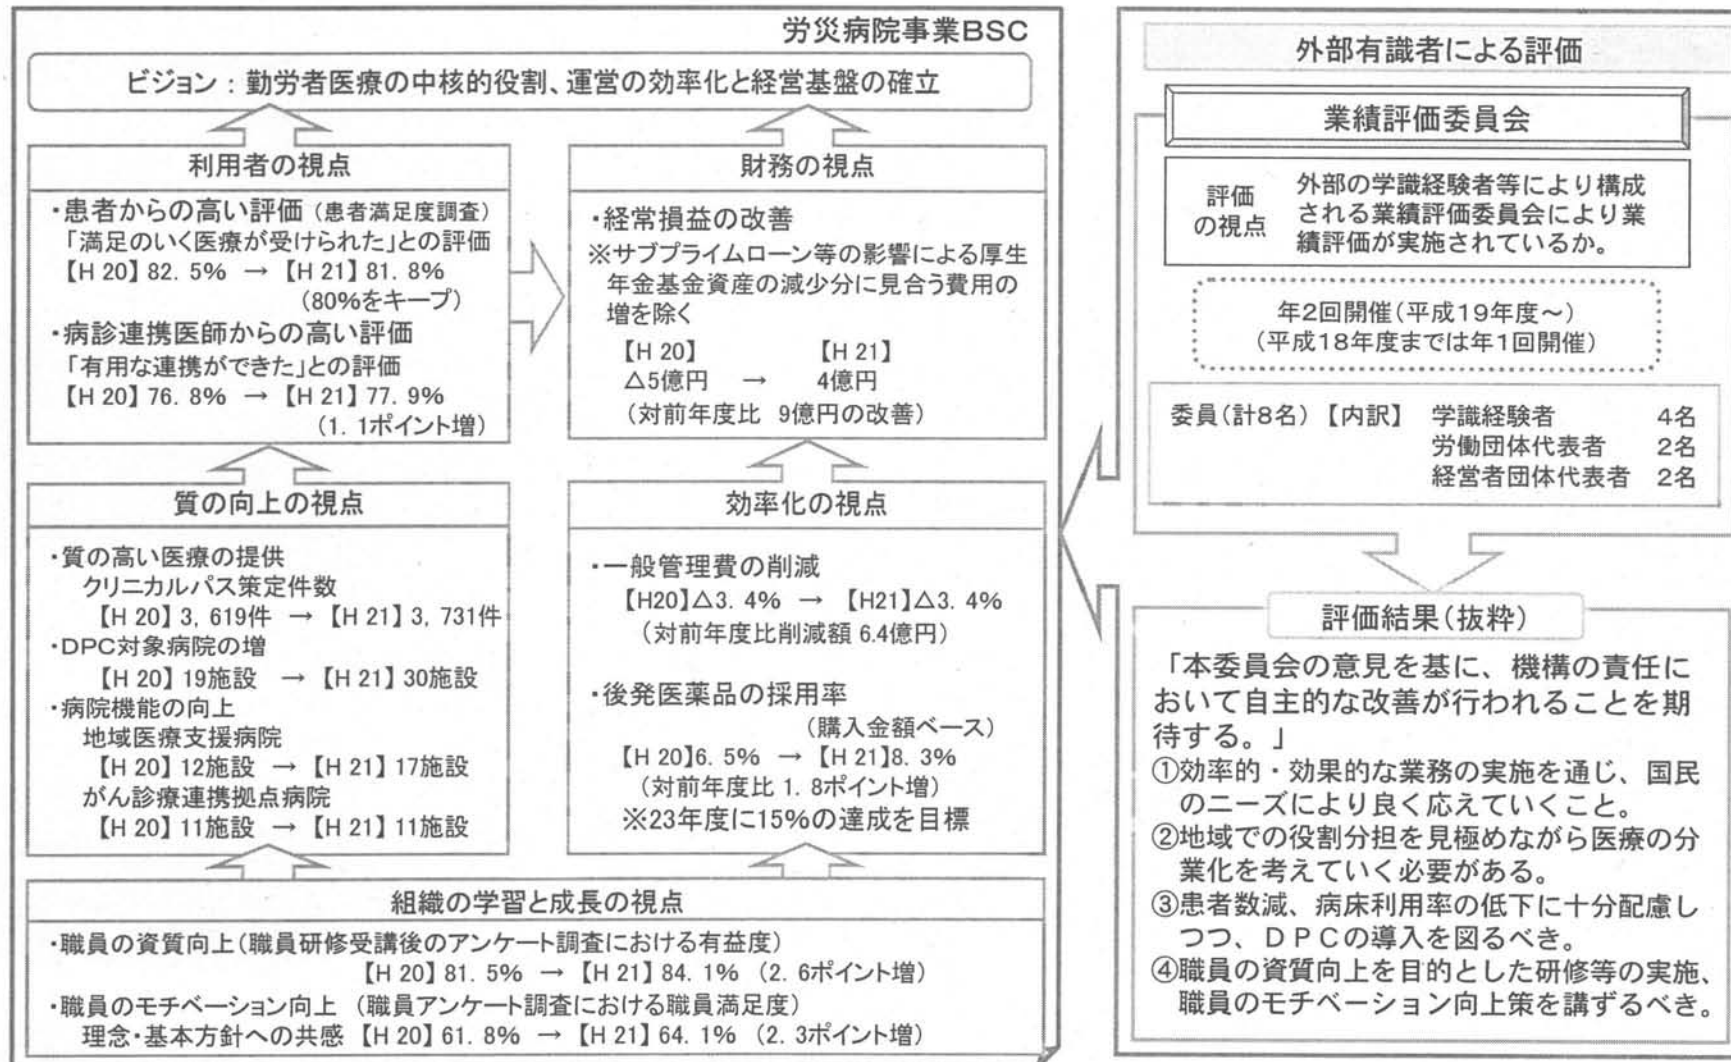 労災病院事業BSC
ビジョン : 勤労者医療の中核的役割、運営の効率化と経営基盤の確立
利用者の視点
・患者からの高い評価 (患者満足度調査)
「満足のいく医療が受けられた」との評価
【H 20】 82. 5% → 【H 21】 81. 8%
(80%をキープ)
・病診連携医師からの高い評価
「有用な連携ができた」との評価
【H 20】 76. 8% → 【H 21】 77. 9%
(1. 1ポイント増)
財務の視点
・経常損益の改善
※サブプライムローン等の影響による厚生
年金基金資産の減少分に見合う費用の
増を除く
【H 20】 【H 21】
△5億円 → 4億円
(対前年度比 9億円の改善)
質の向上の視点
・質の高い医療の提供
クリニカルパス策定件数
【H 20】 3, 619件 → 【H 21】 3, 731件
・DPC対象病院の増
【H 20】 19施設 → 【H 21】 30施設
・病院機能の向上
地域医療支援病院
【H 20】 12施設 → 【H 21】 17施設
がん診療連携拠点病院
【H 20】 11施設 → 【H 21】 11施設
効率化の視点
・一般管理費の削減
【H20】△3. 4% → 【H21】△3. 4%
(対前年度比削減額 6.4億円)
・後発医薬品の採用率
(購入金額ベース)
【H 20】6. 5% → 【H 21】8. 3%
(対前年度比 1. 8ポイント増)
※23年度に15%の達成を目標
組織の学習と成長の視点
・職員の資質向上(職員研修受講後のアンケート調査における有益度)
【H 20】 81. 5% → 【H 21】 84. 1% (2. 6ポイント増)
・職員のモチベーション向上 (職員アンケート調査における職員満足度)
理念・基本方針への共感 【H 20】 61. 8% → 【H 21】 64. 1% (2. 3ポイント増)
外部有識者による評価
業績評価委員会
評価
の視点
外部の学識経験者等により構成
される業績評価委員会により業
績評価が実施されているか。
年2回開催(平成19年度~)
(平成18年度までは年1回開催)
委員(計8名) 【内訳】 学識経験者 4名
労働団体代表者 2名
経営者団体代表者 2名
評価結果(抜粋)
「本委員会の意見を基に、機構の責任に
おいて自主的な改善が行われることを期
待する。」
①効率的・効果的な業務の実施を通じ、国民
のニーズにより良く応えていくこと。
②地域での役割分担を見極めながら医療の分
業化を考えていく必要がある。
③患者数減、病床利用率の低下に十分配慮し
つつ、DPCの導入を図るべき。
④職員の資質向上を目的とした研修等の実施、
職員のモチベーション向上策を講ずるべき。